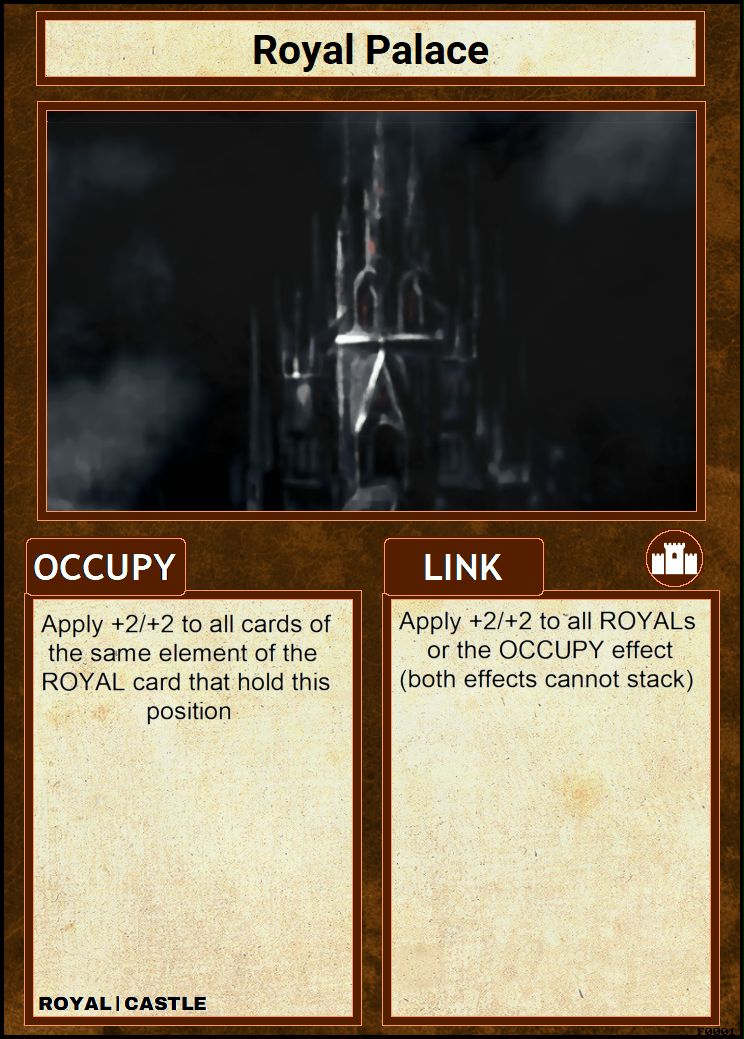 Royal Palace
OCCUPY
Apply +2/+2 to all cards of
the same element of the
ROYAL card that hold this
position
ROYAL|CASTLE
LINK
Apply +2/+2 to all ROYALs
or the OCCUPY effect
(both effects cannot stack)
F0001